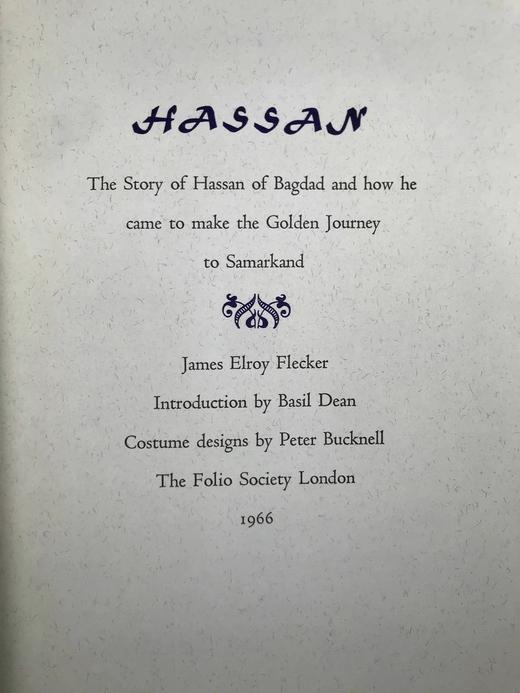 HASSAN
The Story of Hassan of Bagdad and how he
came to make the Golden Journey
to Samarkand
James Elroy Flecker
Introduction by Basil Dean
Costume designs by Peter Bucknell
The Folio Society London
1966